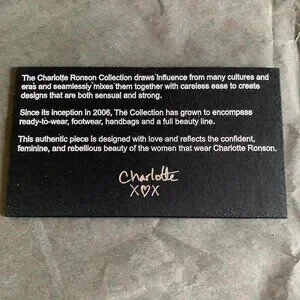 The Charlotte Ronson Collection draws influence from many cultures and
eras and seamlessly mixes them together with careless ease to create
designs that are both sensual and strong.
Since its inception in 2006, The Collection has grown to encompass
ready-to-wear, footwear, handbags and a full beauty line.
This authentic piece is designed with love and reflects the confident,
feminine, and rebellious beauty of the women that wear Charlotte Ronson.
Charlotte
X♡X